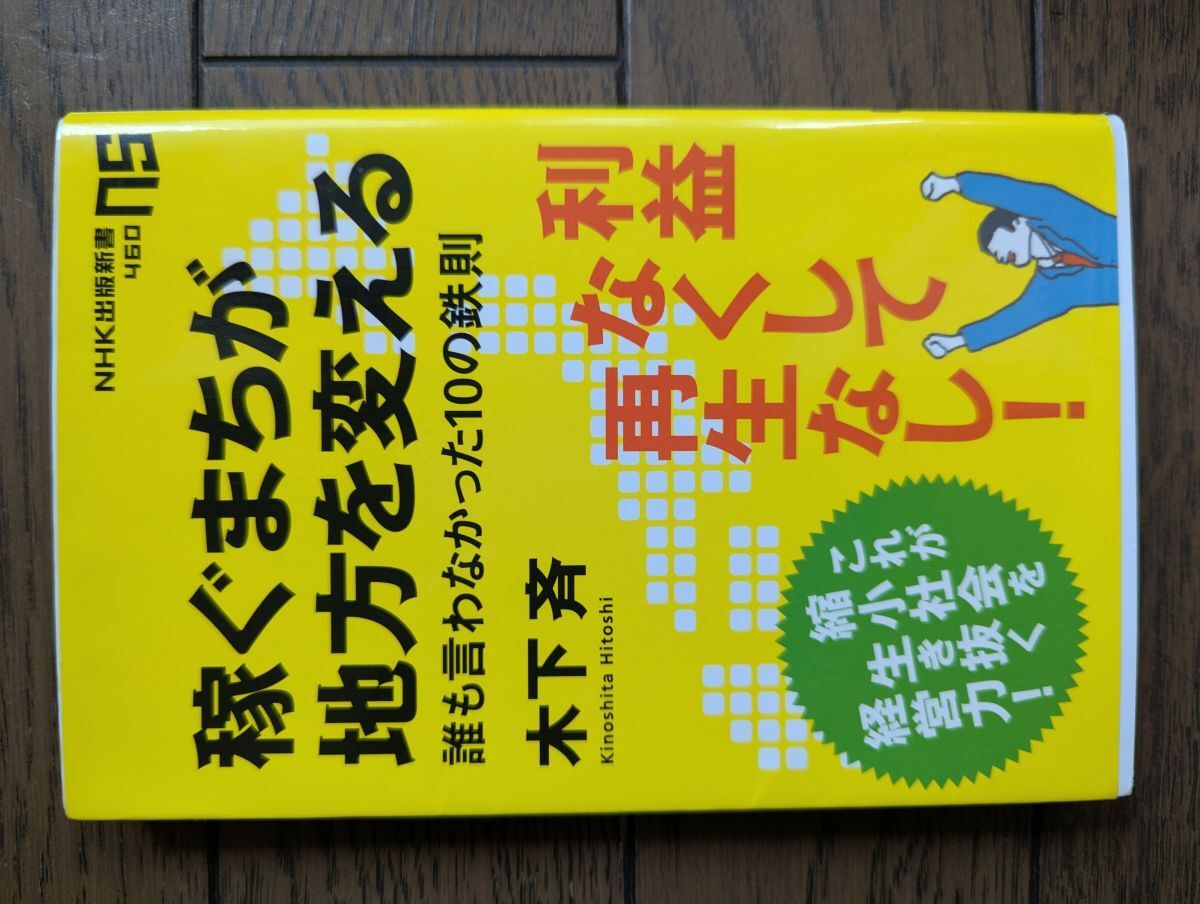 NHK出版新書
460
NS
稼ぐまちが
地方を変える
誰も言わなかった10の鉄則
木下 斉
Kinoshita Hitoshi
利益
なくして
再生なし!
これが
縮小社会を
生き抜く
経営力!